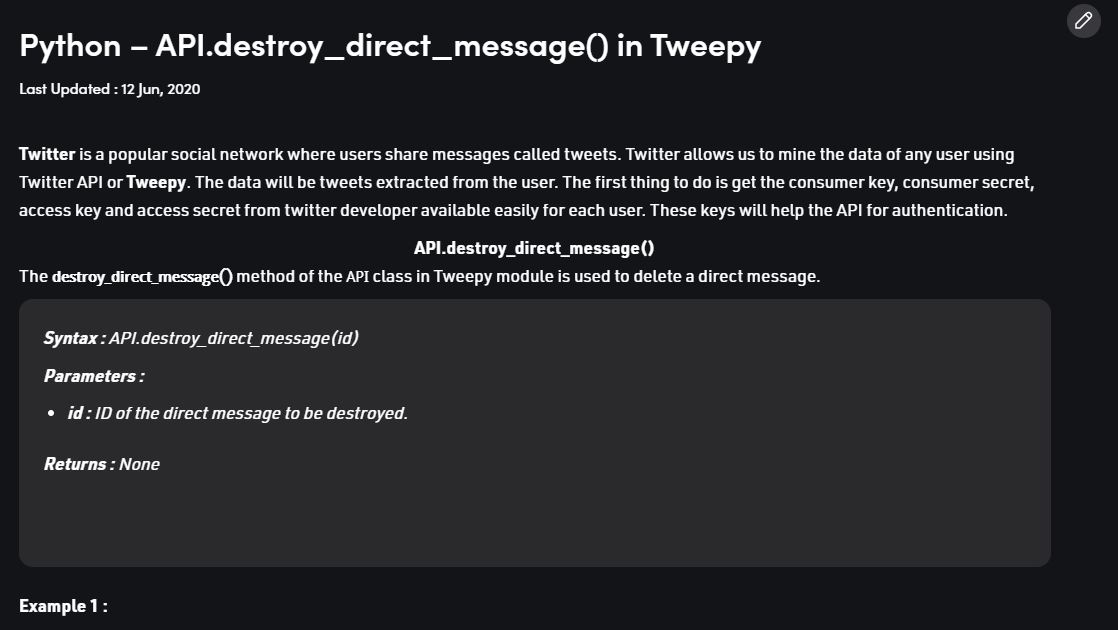 Python – API.destroy_direct_message() in Tweepy
Last Updated : 12 Jun, 2020
Twitter is a popular social network where users share messages called tweets. Twitter allows us to mine the data of any user using
Twitter API or Tweepy. The data will be tweets extracted from the user. The first thing to do is get the consumer key, consumer secret,
access key and access secret from twitter developer available easily for each user. These keys will help the API for authentication.
API.destroy_direct_message()
The destroy_direct_message() method of the API class in Tweepy module is used to delete a direct message.
Syntax : API.destroy_direct_message(id)
Parameters :
• id : ID of the direct message to be destroyed.
Returns : None
Example 1 :